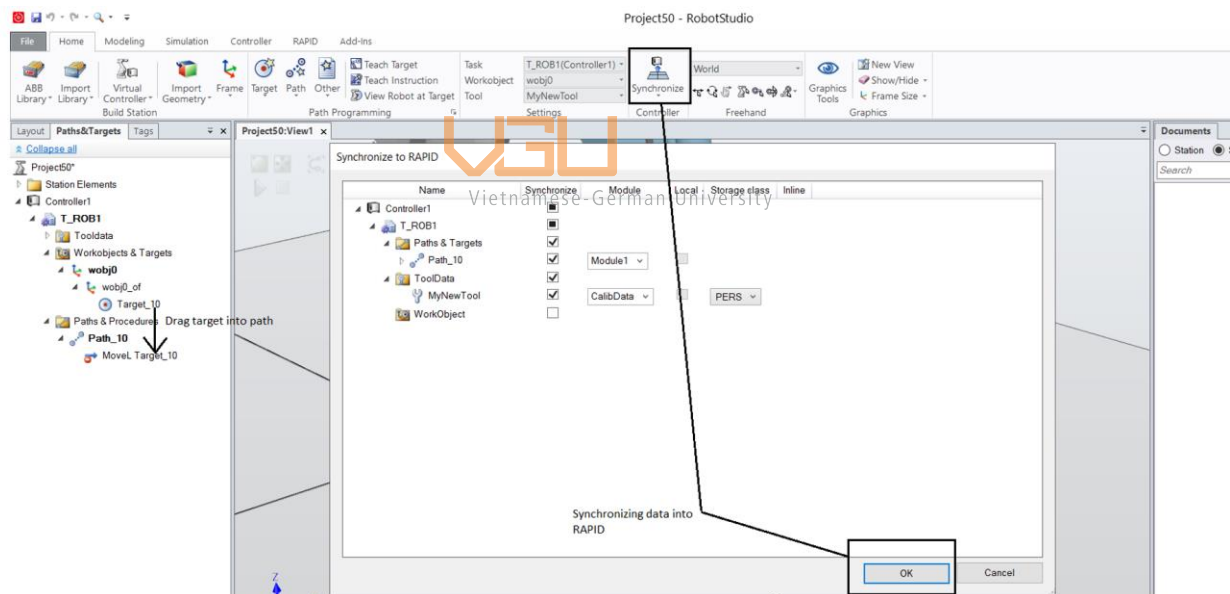 Project50 - RobotStudio
File Home Modeling Simulation Controller RAPID Add-Ins
ABB Library
Import Library
Virtual Controller
Import Geometry
Frame
Build Station
Target
Path
Other
Teach Target
Teach Instruction
View Robot at Target
Path Programming
Task T_ROB1(Controller1)
Workobject wobj0
Tool MyNewTool
Settings
Synchronize
Controller
World
Freehand
Graphics Tools
New View
Show/Hide
Frame Size
Graphics
Layout Paths&Targets Tags
Project50:View1
Documents
Collapse all
Station
Search
Project50*
Station Elements
Controller1
T_ROB1
Tooldata
Workobjects & Targets
wobj0
wobj0_of
Target_10
Paths & Procedures
Drag target into path
Path_10
MoveL Target_10
Synchronize to RAPID
VGU
Vietnamese-German University
Name Synchronize Module Local Storage class Inline
Controller1
T_ROB1
Paths & Targets
Path_10 Module1
ToolData
MyNewTool CalibData PERS
WorkObject
Synchronizing data into
RAPID
OK Cancel
Z